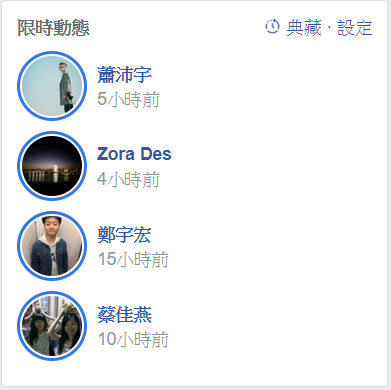 限時動態 典藏 · 設定
蕭沛宇
5小時前
Zora Des
4小時前
鄭宇宏
15小時前
蔡佳燕
10小時前